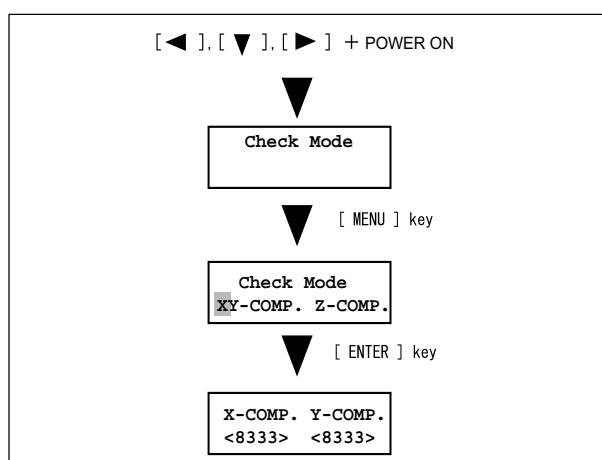 [ ◀ ], [ ▼ ], [ ▶ ] + POWER ON
Check Mode
[ MENU ] key
Check Mode
XY-COMP. Z-COMP.
[ ENTER ] key
X-COMP. Y-COMP.
<8333> <8333>